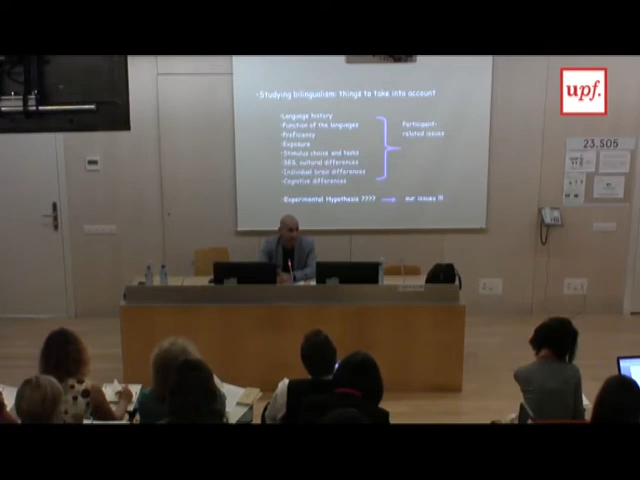 upf.
-Studying bilingualism: things to take into account
-Language history
-Function of the languages
-Proficiency
-Exposure
-Stimulus choice and tasks
-SES, cultural differences
-Individual brain differences
-Cognitive differences
Participant-
related issues
-Experimental Hypothesis ????
our issues !!!
23.S05